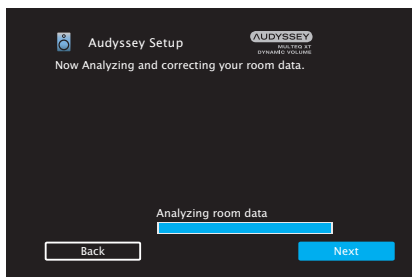 Audyssey Setup
AUDYSSEY
MULTEQ XT
DYNAMIC VOLUME
Now Analyzing and correcting your room data.
Analyzing room data
Back
Next